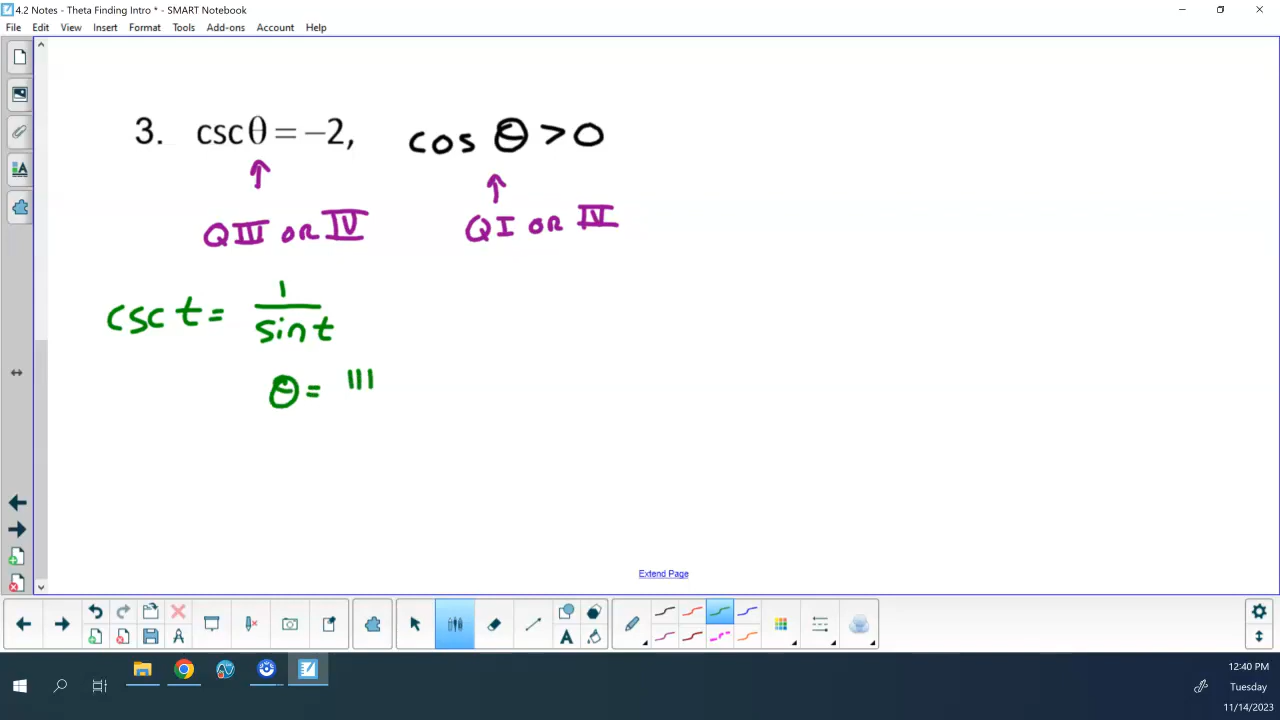 4.2 Notes - Theta Finding Intro * - SMART Notebook
File Edit View Insert Format Tools Add-ons Account Help
3. cscθ = –2, cos θ > 0
QIII OR IV QI OR IV
csc t = 1/sin t
θ = III
Extend Page
A
12:40 PM
Tuesday
11/14/2023